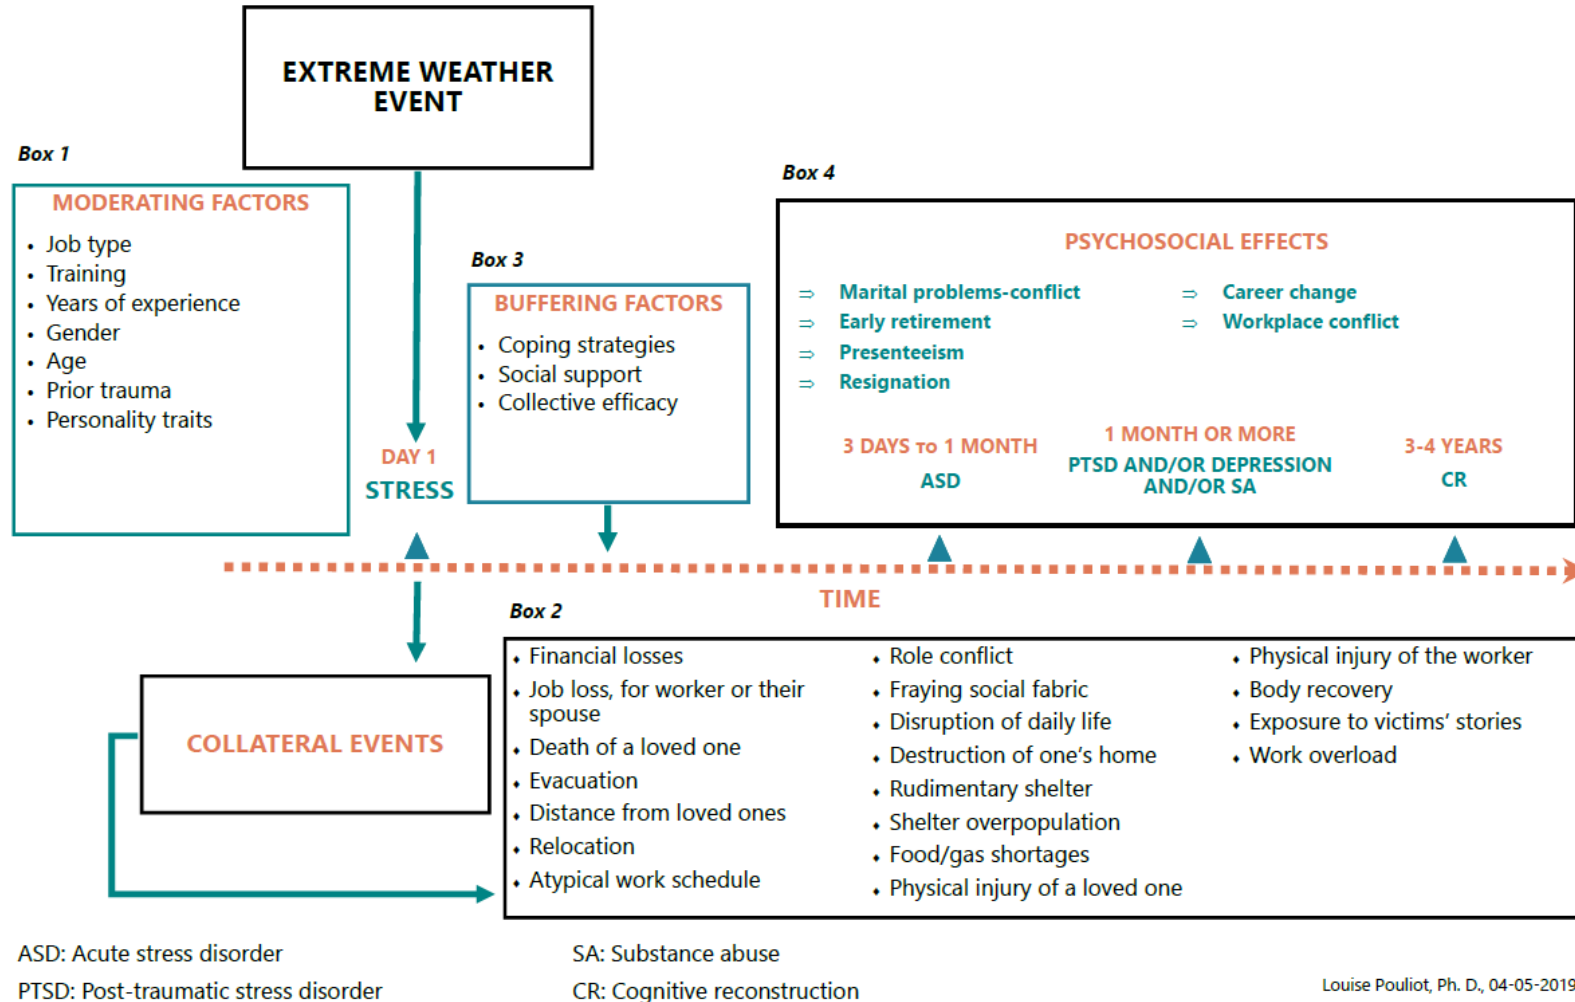 EXTREME WEATHER
EVENT
Box 1
MODERATING FACTORS
• Job type
• Training
• Years of experience
• Gender
• Age
• Prior trauma
• Personality traits
DAY 1
STRESS
Box 3
BUFFERING FACTORS
• Coping strategies
• Social support
• Collective efficacy
Box 4
PSYCHOSOCIAL EFFECTS
⇒ Marital problems-conflict
⇒ Early retirement
⇒ Presenteeism
⇒ Resignation
⇒ Career change
⇒ Workplace conflict
3 DAYS TO 1 MONTH
ASD
1 MONTH OR MORE
PTSD AND/OR DEPRESSION
AND/OR SA
3-4 YEARS
CR
TIME
COLLATERAL EVENTS
Box 2
♦ Financial losses
♦ Job loss, for worker or their
spouse
♦ Death of a loved one
♦ Evacuation
♦ Distance from loved ones
♦ Relocation
♦ Atypical work schedule
♦ Role conflict
♦ Fraying social fabric
♦ Disruption of daily life
♦ Destruction of one's home
♦ Rudimentary shelter
♦ Shelter overpopulation
♦ Food/gas shortages
♦ Physical injury of a loved one
♦ Physical injury of the worker
♦ Body recovery
♦ Exposure to victims' stories
♦ Work overload
ASD: Acute stress disorder
PTSD: Post-traumatic stress disorder
SA: Substance abuse
CR: Cognitive reconstruction
Louise Pouliot, Ph. D., 04-05-2019